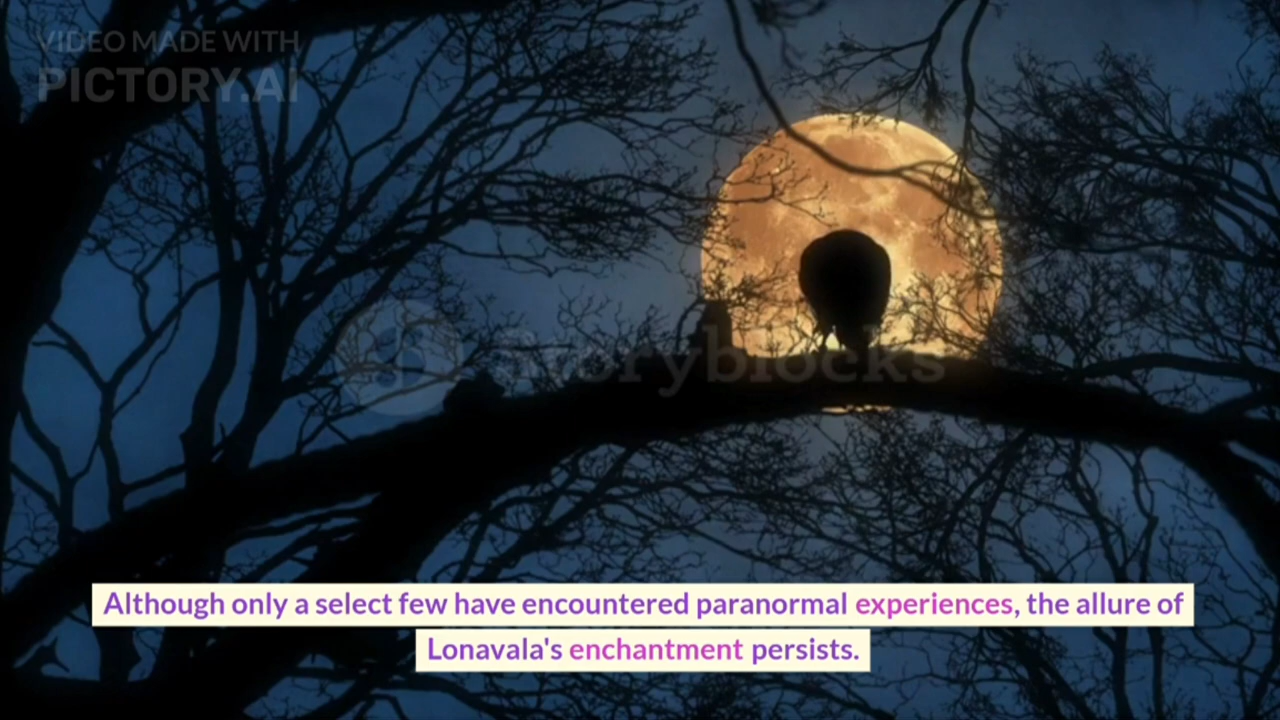 VIDEO MADE WITH
PICTORY.AI
Storyblocks
Although only a select few have encountered paranormal experiences, the allure of
Lonavala's enchantment persists.